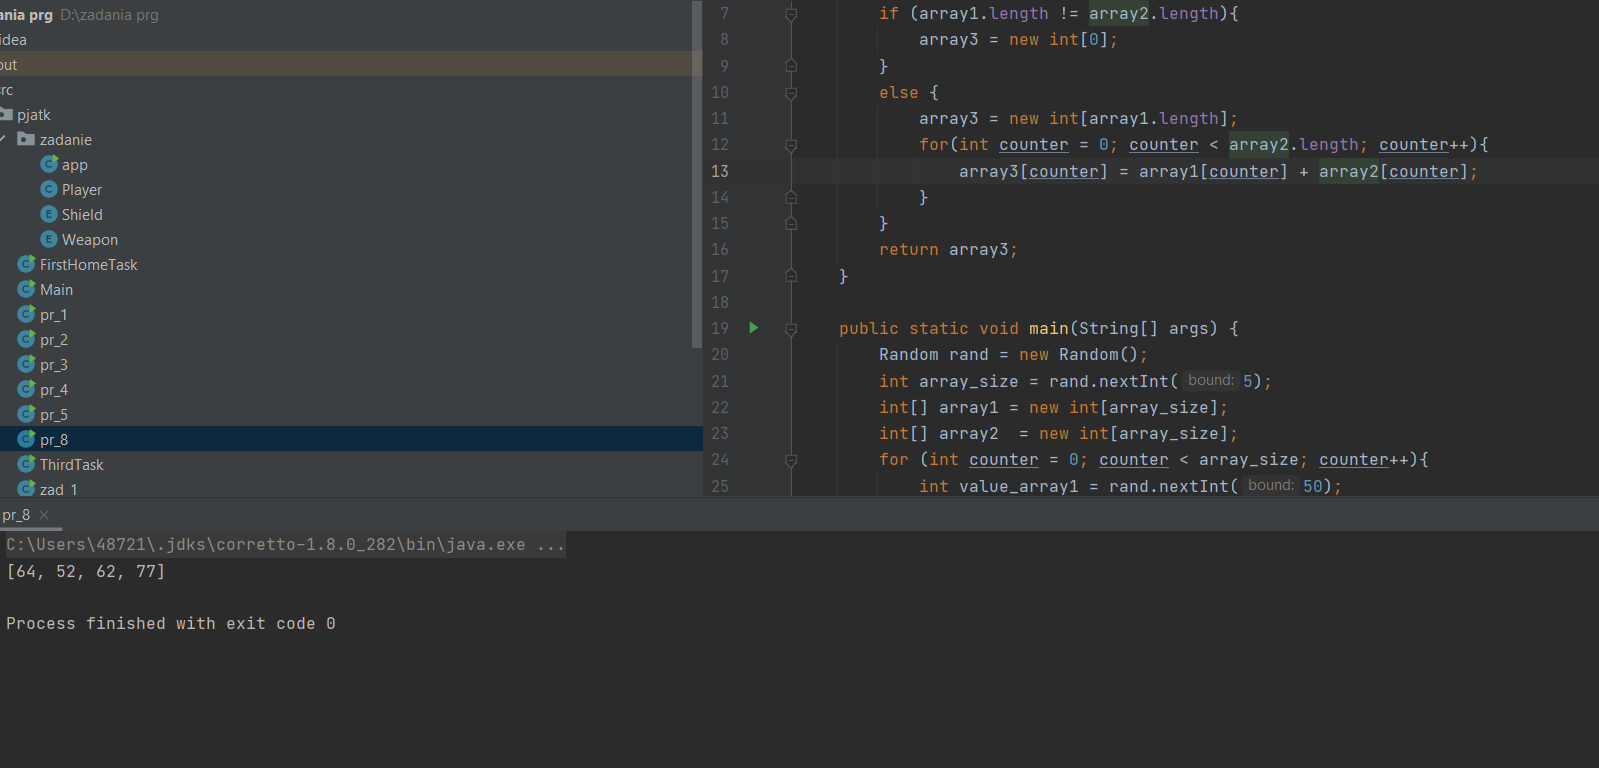 ania prg D:\zadania prg
idea
out
src
pjatk
zadanie
app
Player
Shield
Weapon
FirstHomeTask
Main
pr_1
pr_2
pr_3
pr_4
pr_5
pr_8
ThirdTask
zad_1
7 if (array1.length != array2.length){
8 array3 = new int[0];
9 }
10 else {
11 array3 = new int[array1.length];
12 for(int counter = 0; counter < array2.length; counter++){
13 array3[counter] = array1[counter] + array2[counter];
14 }
15 }
16 return array3;
17 }
18
19 public static void main(String[] args) {
20 Random rand = new Random();
21 int array_size = rand.nextInt( bound: 5);
22 int[] array1 = new int[array_size];
23 int[] array2  = new int[array_size];
24 for (int counter = 0; counter < array_size; counter++){
25 int value_array1 = rand.nextInt( bound: 50);
pr_8
C:\Users\48721\.jdks\corretto-1.8.0_282\bin\java.exe ...
[64, 52, 62, 77]
Process finished with exit code 0